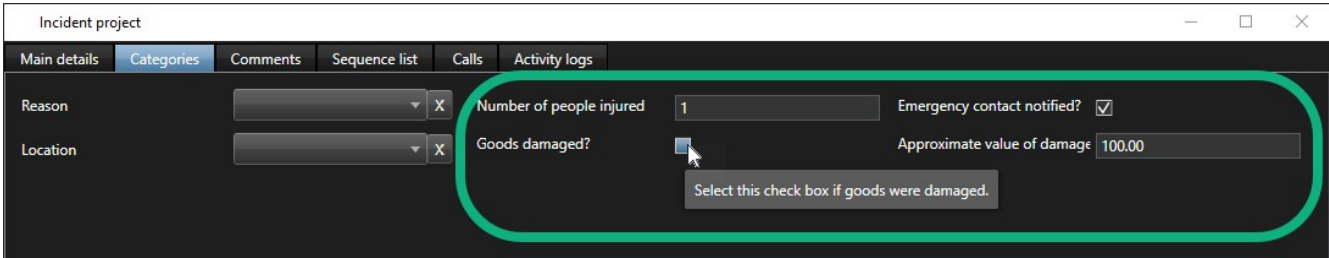 Incident project
Main details Categories Comments Sequence list Calls Activity logs
Reason X Number of people injured 1 Emergency contact notified?
Location X Goods damaged? Approximate value of damage 100.00
Select this check box if goods were damaged.